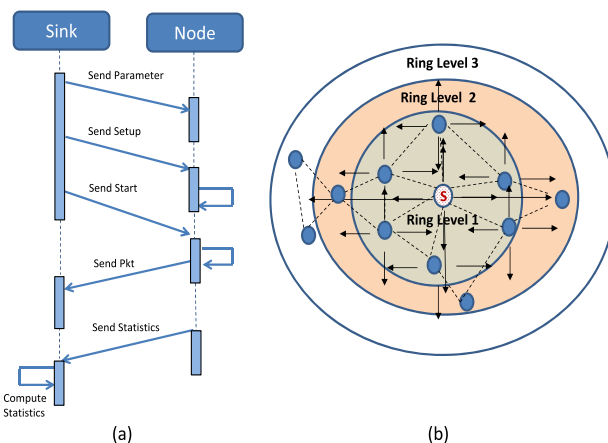 Sink
Node
Send Parameter
Send Setup
Send Start
Send Pkt
Send Statistics
Compute
Statistics
(a)
Ring Level 3
Ring Level 2
S
Ring Level 1
(b)